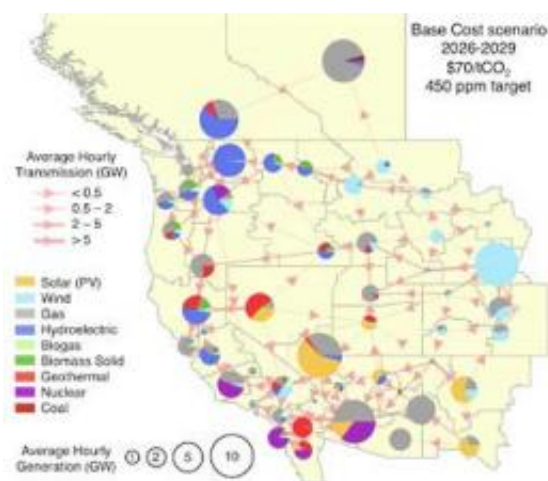 Base Cost scenario
2026-2029
$70/tCO₂
450 ppm target
Average Hourly
Transmission (GW)
< 0.5
0.5 – 2
2 – 5
> 5
Solar (PV)
Wind
Gas
Hydroelectric
Biogas
Biomass Solid
Geothermal
Nuclear
Coal
Average Hourly
Generation (GW)
1 2 5 10